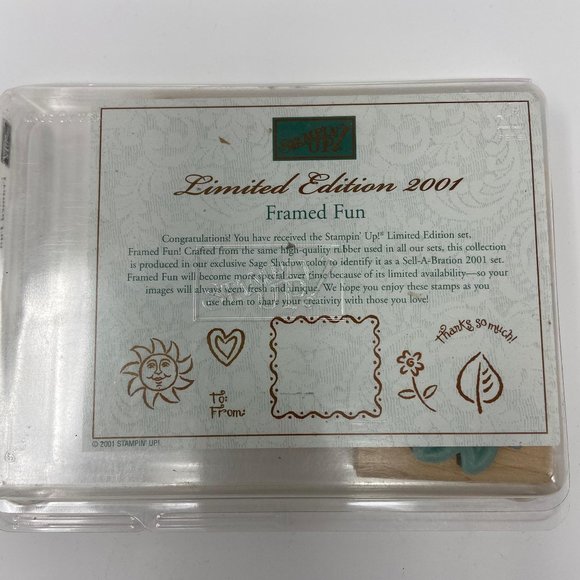 STAMPIN' UP!
Limited Edition 2001
Framed Fun
Congratulations! You have received the Stampin' Up!® Limited Edition set,
Framed Fun! Crafted from the same high-quality rubber used in all our sets, this collection
is produced in our exclusive Sage Shadow color to identify it as a Sell-A-Bration 2001 set.
Framed Fun will become more special over time because of its limited availability—so your
images will always seem fresh and unique. We hope you enjoy these stamps as you
use them to share your creativity with those you love!
thanks so much!
To:
From:
© 2001 STAMPIN' UP!